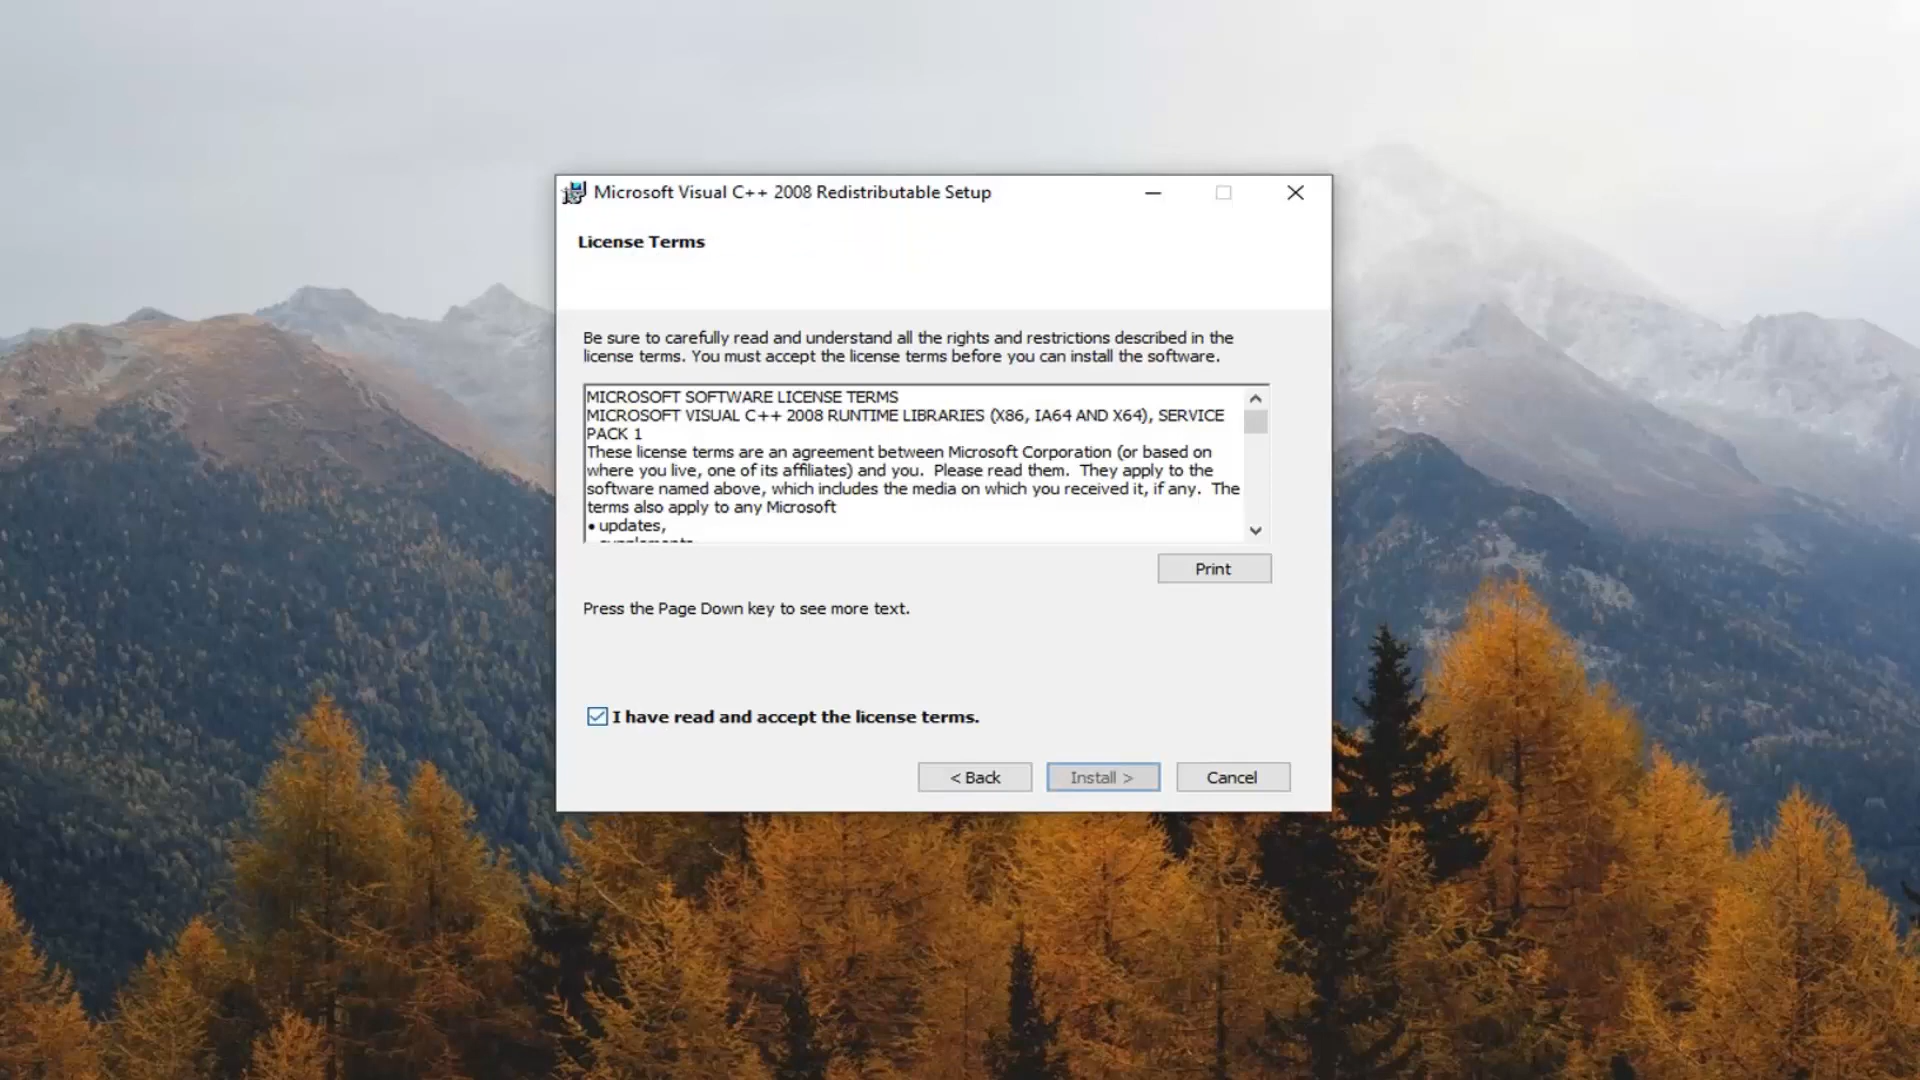 Microsoft Visual C++ 2008 Redistributable Setup
License Terms
Be sure to carefully read and understand all the rights and restrictions described in the
license terms. You must accept the license terms before you can install the software.
MICROSOFT SOFTWARE LICENSE TERMS
MICROSOFT VISUAL C++ 2008 RUNTIME LIBRARIES (X86, IA64 AND X64), SERVICE
PACK 1
These license terms are an agreement between Microsoft Corporation (or based on
where you live, one of its affiliates) and you.  Please read them.  They apply to the
software named above, which includes the media on which you received it, if any.  The
terms also apply to any Microsoft
• updates,
Print
Press the Page Down key to see more text.
I have read and accept the license terms.
< Back
Install >
Cancel